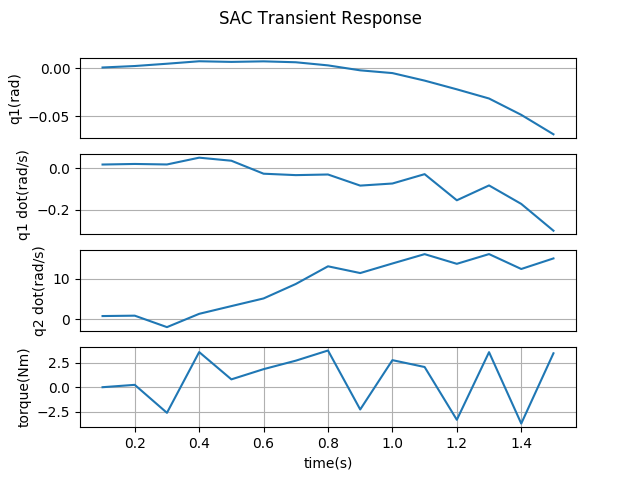 SAC Transient Response
q1(rad)
0.00
−0.05
q1 dot(rad/s)
0.0
−0.2
q2 dot(rad/s)
10
0
torque(Nm)
2.5
0.0
−2.5
0.2 0.4 0.6 0.8 1.0 1.2 1.4
time(s)